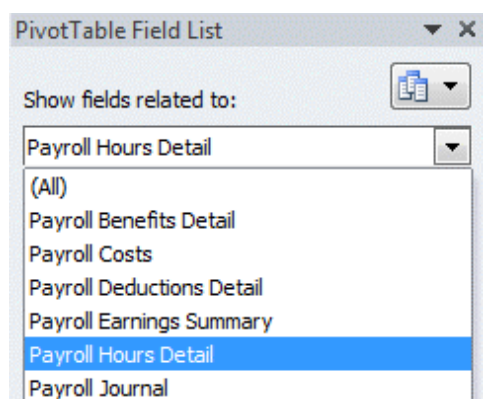 PivotTable Field List
Show fields related to:
Payroll Hours Detail
(All)
Payroll Benefits Detail
Payroll Costs
Payroll Deductions Detail
Payroll Earnings Summary
Payroll Hours Detail
Payroll Journal